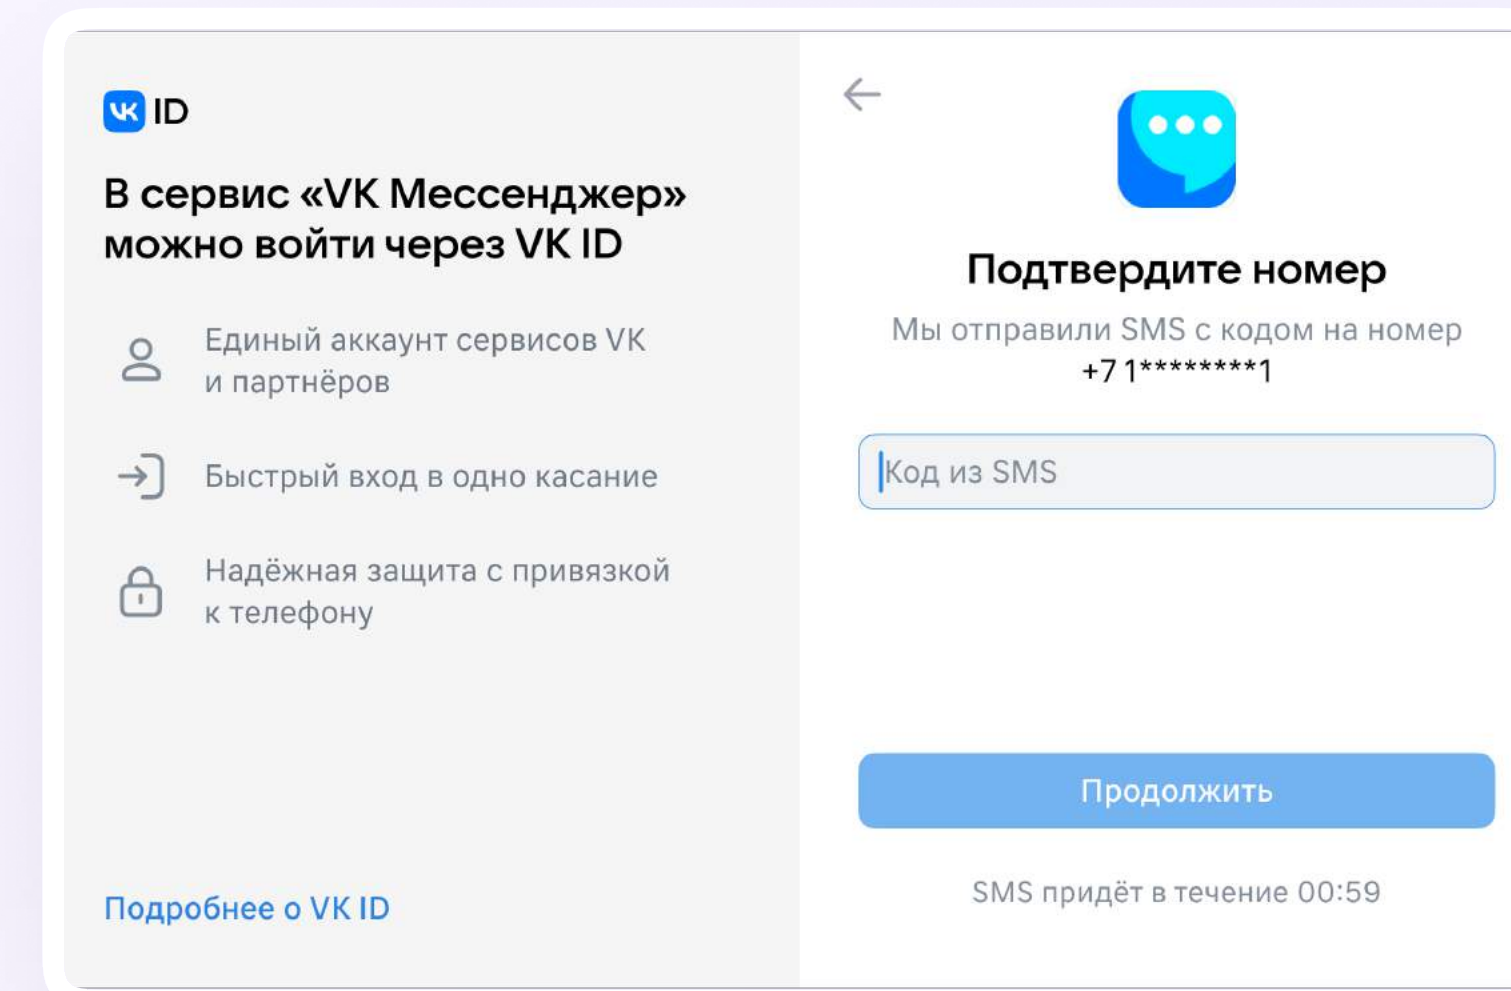 VK ID
В сервис «VK Мессенджер»
можно войти через VK ID
Единый аккаунт сервисов VK
и партнёров
Быстрый вход в одно касание
Надёжная защита с привязкой
к телефону
Подробнее о VK ID
Подтвердите номер
Мы отправили SMS с кодом на номер
+7 1********1
Код из SMS
Продолжить
SMS придёт в течение 00:59